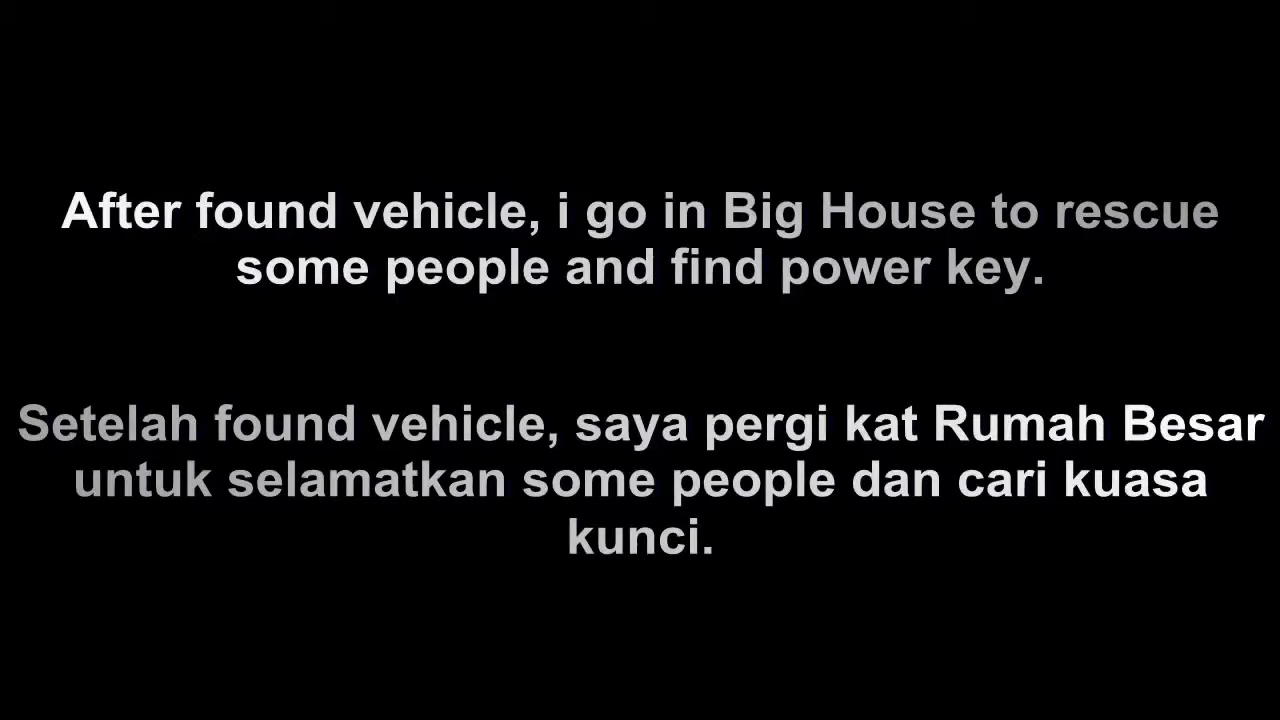 After found vehicle, i go in Big House to rescue
some people and find power key.
Setelah found vehicle, saya pergi kat Rumah Besar
untuk selamatkan some people dan cari kuasa
kunci.